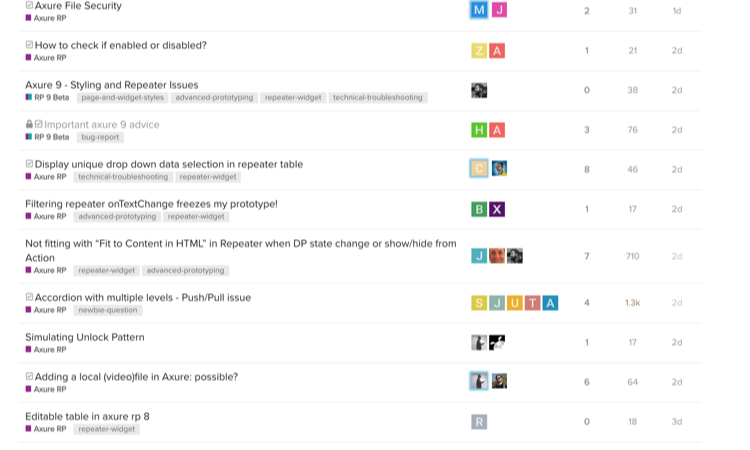 Axure File Security
M J 2 31 1d
Axure RP
How to check if enabled or disabled?
Z A 1 21 2d
Axure RP
Axure 9 - Styling and Repeater Issues
0 38 2d
RP 9 Beta page-and-widget-styles advanced-prototyping repeater-widget technical-troubleshooting
Important axure 9 advice
H A 3 76 2d
RP 9 Beta bug-report
Display unique drop down data selection in repeater table
C 8 46 2d
Axure RP technical-troubleshooting repeater-widget
Filtering repeater onTextChange freezes my prototype!
B X 1 17 2d
Axure RP advanced-prototyping repeater-widget
Not fitting with "Fit to Content in HTML" in Repeater when DP state change or show/hide from
Action
J 7 710 2d
Axure RP repeater-widget advanced-prototyping
Accordion with multiple levels - Push/Pull issue
S J U T A 4 1.3k 2d
Axure RP newbie-question
Simulating Unlock Pattern
1 17 2d
Axure RP
Adding a local (video)file in Axure: possible?
6 64 2d
Axure RP
Editable table in axure rp 8
R 0 18 3d
Axure RP repeater-widget